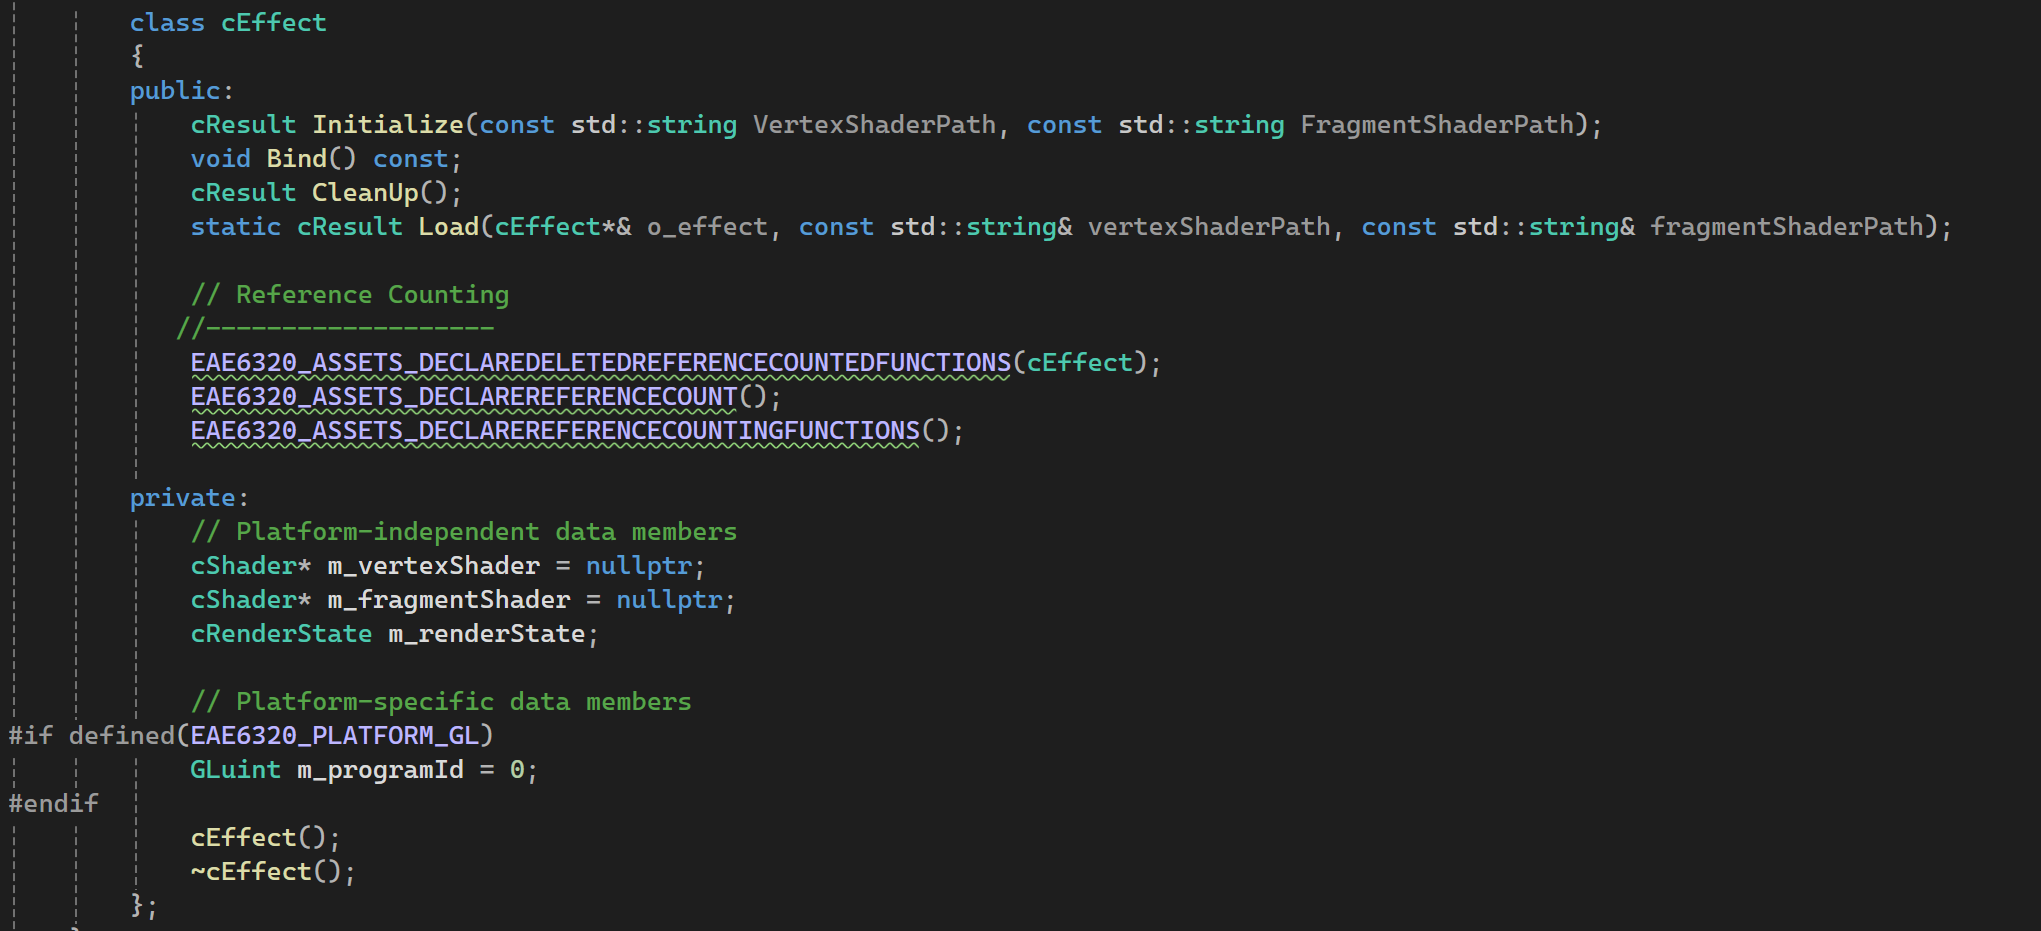 class cEffect
{
public:
cResult Initialize(const std::string VertexShaderPath, const std::string FragmentShaderPath);
void Bind() const;
cResult CleanUp();
static cResult Load(cEffect*& o_effect, const std::string& vertexShaderPath, const std::string& fragmentShaderPath);
// Reference Counting
//-------------------
EAE6320_ASSETS_DECLAREDELETEDREFERENCECOUNTEDFUNCTIONS(cEffect);
EAE6320_ASSETS_DECLAREREFERENCECOUNT();
EAE6320_ASSETS_DECLAREREFERENCECOUNTINGFUNCTIONS();
private:
// Platform-independent data members
cShader* m_vertexShader = nullptr;
cShader* m_fragmentShader = nullptr;
cRenderState m_renderState;
// Platform-specific data members
#if defined(EAE6320_PLATFORM_GL)
GLuint m_programId = 0;
#endif
cEffect();
~cEffect();
};